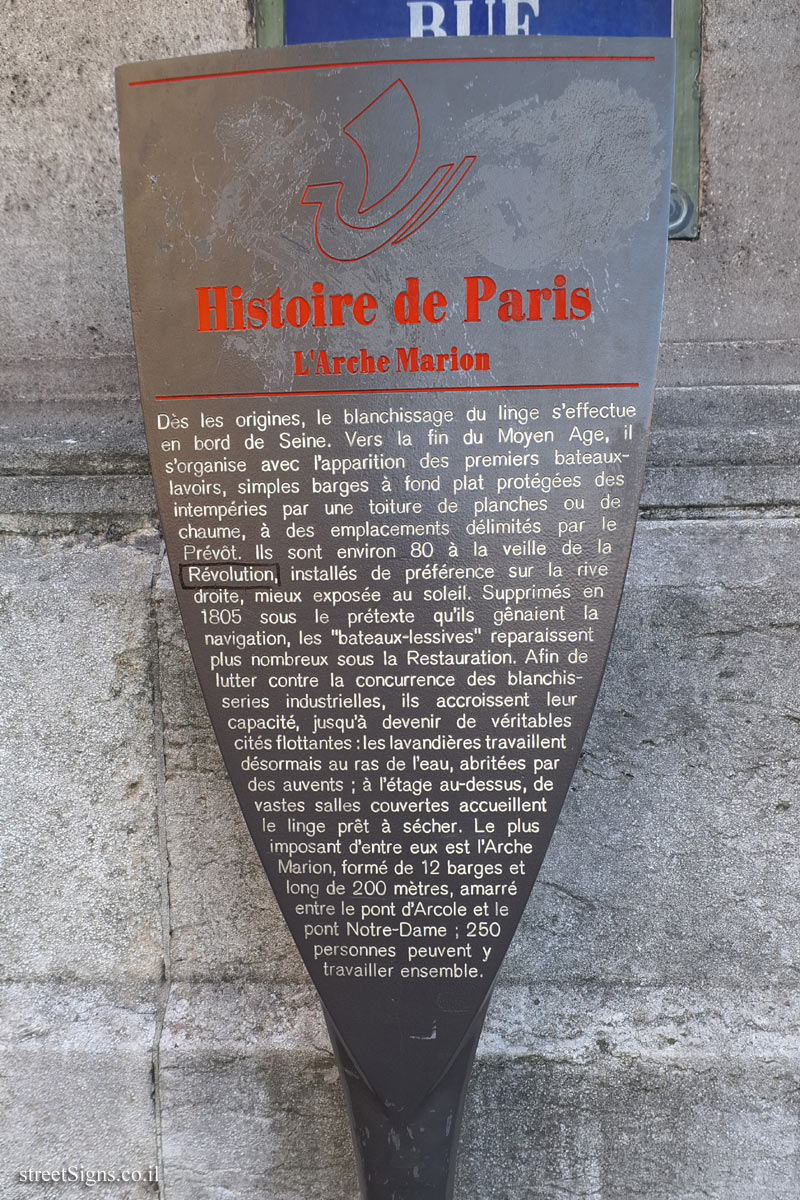 RUE
Histoire de Paris
L'Arche Marion
Dès les origines, le blanchissage du linge s'effectue
en bord de Seine. Vers la fin du Moyen Age, il
s'organise avec l'apparition des premiers bateaux-
lavoirs, simples barges à fond plat protégées des
intempéries par une toiture de planches ou de
chaume, à des emplacements délimités par le
Prévôt. Ils sont environ 80 à la veille de la
Révolution, installés de préférence sur la rive
droite, mieux exposée au soleil. Supprimés en
1805 sous le prétexte qu'ils gênaient la
navigation, les "bateaux-lessives" reparaissent
plus nombreux sous la Restauration. Afin de
lutter contre la concurrence des blanchis-
series industrielles, ils accroissent leur
capacité, jusqu'à devenir de véritables
cités flottantes : les lavandières travaillent
désormais au ras de l'eau, abritées par
des auvents ; à l'étage au-dessus, de
vastes salles couvertes accueillent
le linge prêt à sécher. Le plus
imposant d'entre eux est l'Arche
Marion, formé de 12 barges et
long de 200 mètres, amarré
entre le pont d'Arcole et le
pont Notre-Dame ; 250
personnes peuvent y
travailler ensemble.
streetSigns.co.il